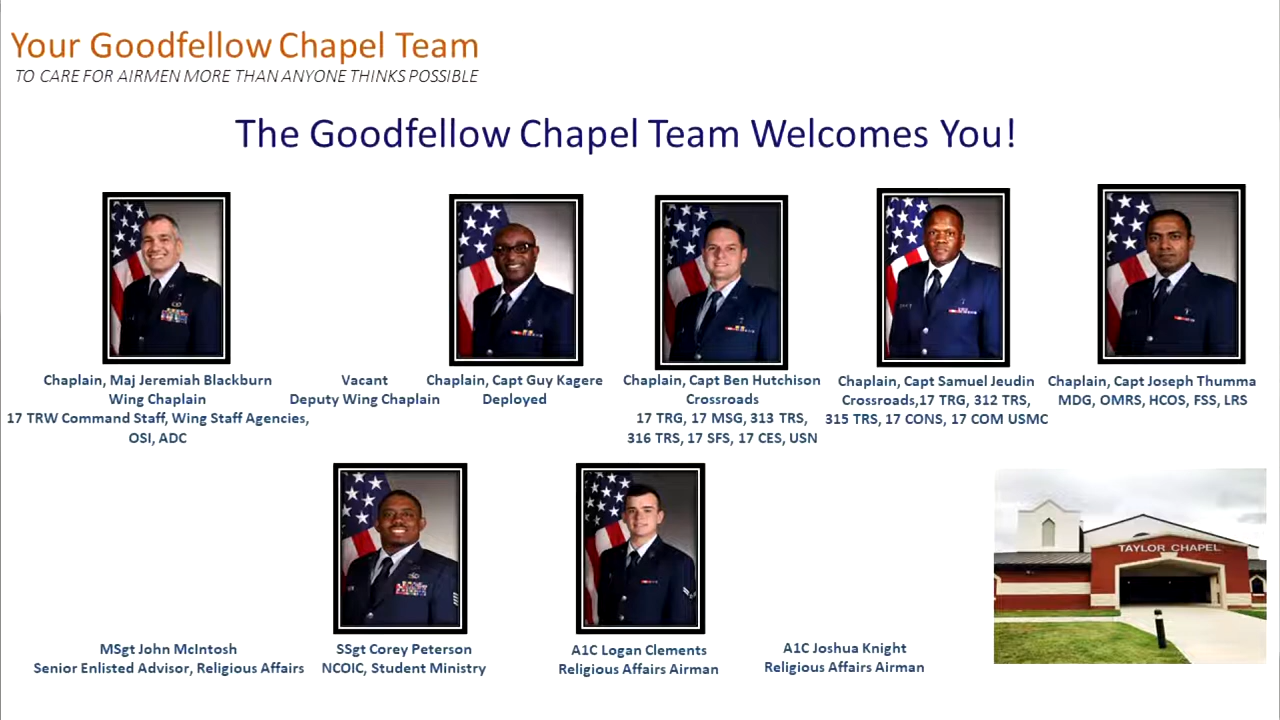 Your Goodfellow Chapel Team
TO CARE FOR AIRMEN MORE THAN ANYONE THINKS POSSIBLE
The Goodfellow Chapel Team Welcomes You!
Chaplain, Maj Jeremiah Blackburn
Wing Chaplain
17 TRW Command Staff, Wing Staff Agencies,
OSI, ADC
Vacant
Deputy Wing Chaplain
Chaplain, Capt Guy Kagere
Deployed
Chaplain, Capt Ben Hutchison
Crossroads
17 TRG, 17 MSG, 313 TRS,
316 TRS, 17 SFS, 17 CES, USN
Chaplain, Capt Samuel Jeudin
Crossroads,17 TRG, 312 TRS,
315 TRS, 17 CONS, 17 COM USMC
Chaplain, Capt Joseph Thumma
MDG, OMRS, HCOS, FSS, LRS
MSgt John McIntosh
Senior Enlisted Advisor, Religious Affairs
SSgt Corey Peterson
NCOIC, Student Ministry
A1C Logan Clements
Religious Affairs Airman
A1C Joshua Knight
Religious Affairs Airman
TAYLOR CHAPEL